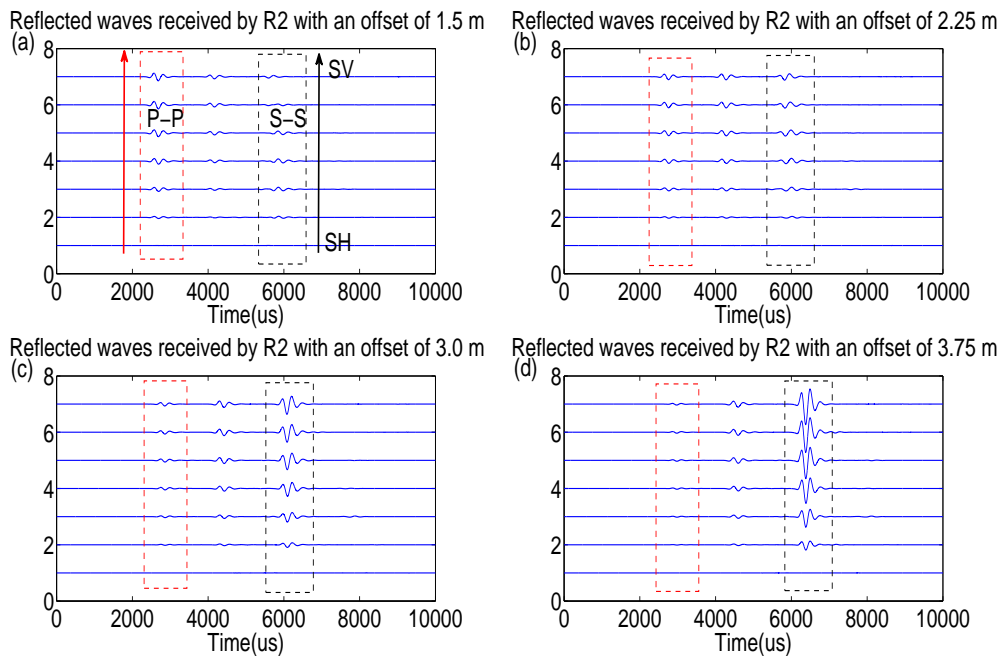 Reflected waves received by R2 with an offset of 1.5 m
(a)
8
6
4
2
0
SV
P–P
S–S
SH
0 2000 4000 6000 8000 10000
Time(us)
Reflected waves received by R2 with an offset of 2.25 m
(b)
8
6
4
2
0
0 2000 4000 6000 8000 10000
Time(us)
Reflected waves received by R2 with an offset of 3.0 m
(c)
8
6
4
2
0
0 2000 4000 6000 8000 10000
Time(us)
Reflected waves received by R2 with an offset of 3.75 m
(d)
8
6
4
2
0
0 2000 4000 6000 8000 10000
Time(us)